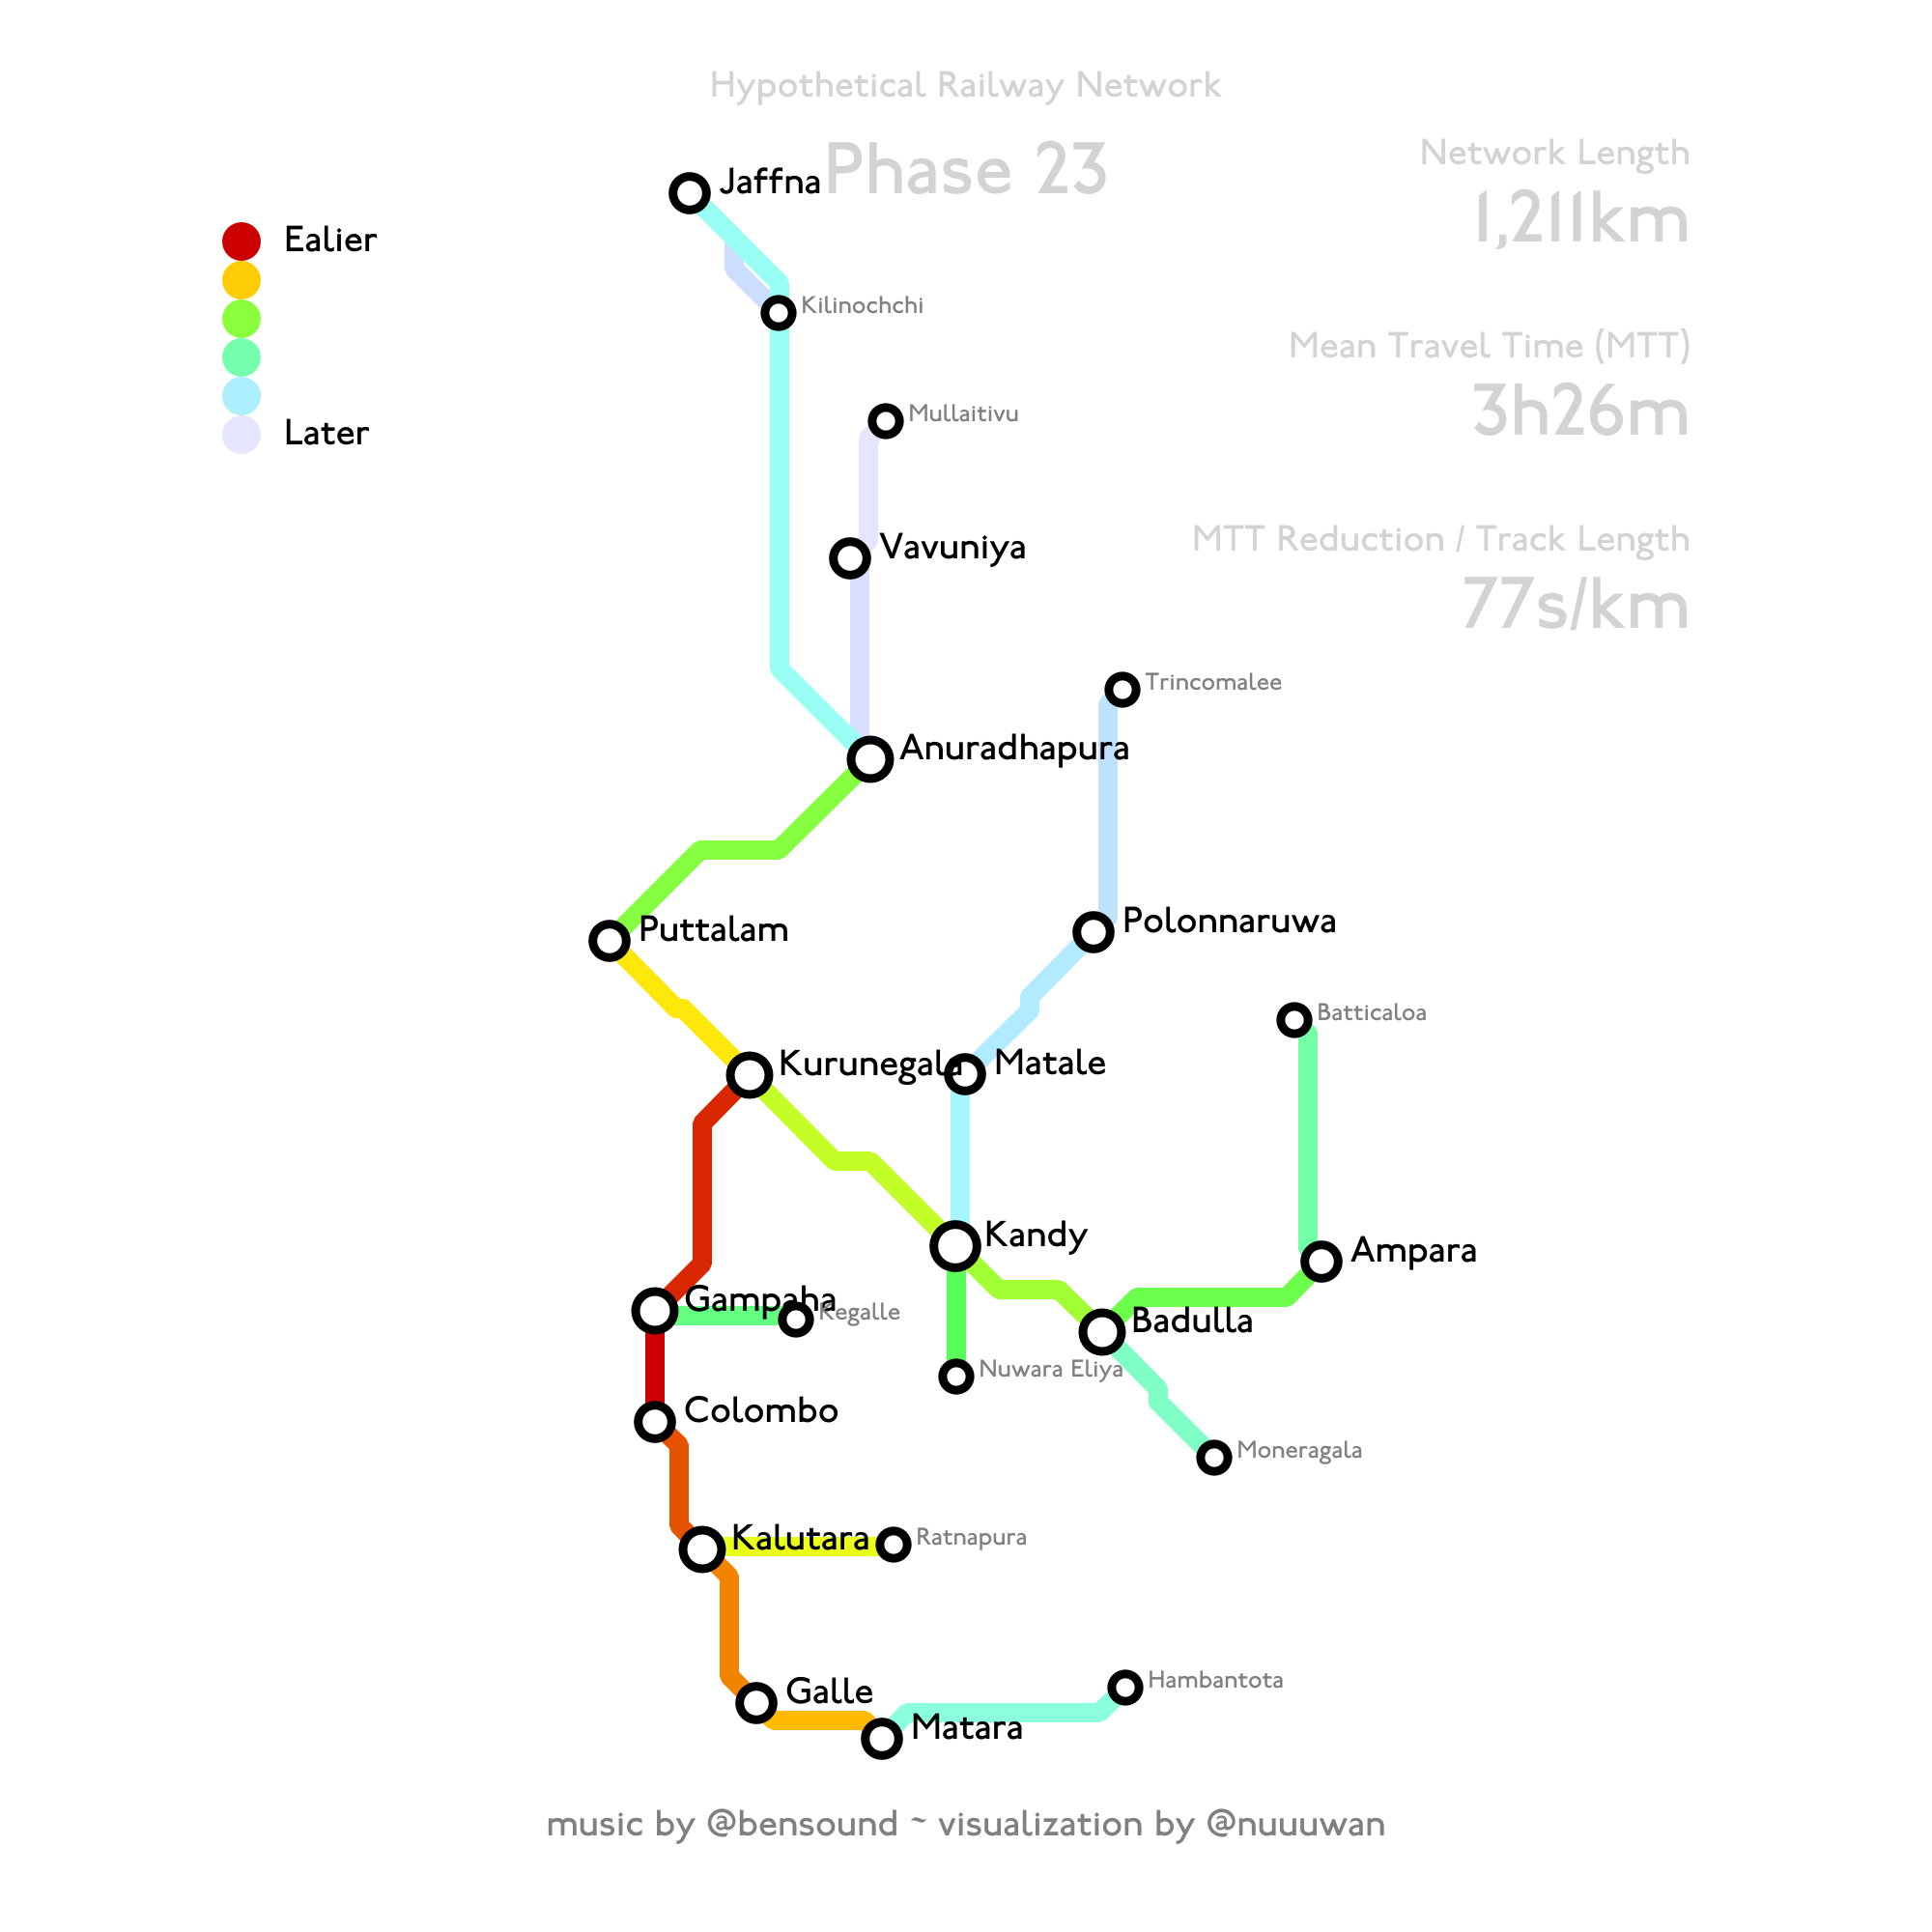 Hypothetical Railway Network
Phase 23
Network Length
1,211km
Mean Travel Time (MTT)
3h26m
MTT Reduction / Track Length
77s/km
Ealier
Later
Jaffna
Kilinochchi
Mullaitivu
Vavuniya
Trincomalee
Anuradhapura
Polonnaruwa
Puttalam
Batticaloa
Kurunegala
Matale
Kandy
Ampara
Gampaha
Kegalle
Badulla
Nuwara Eliya
Colombo
Moneragala
Kalutara
Ratnapura
Hambantota
Galle
Matara
music by @bensound ~ visualization by @nuuuwan